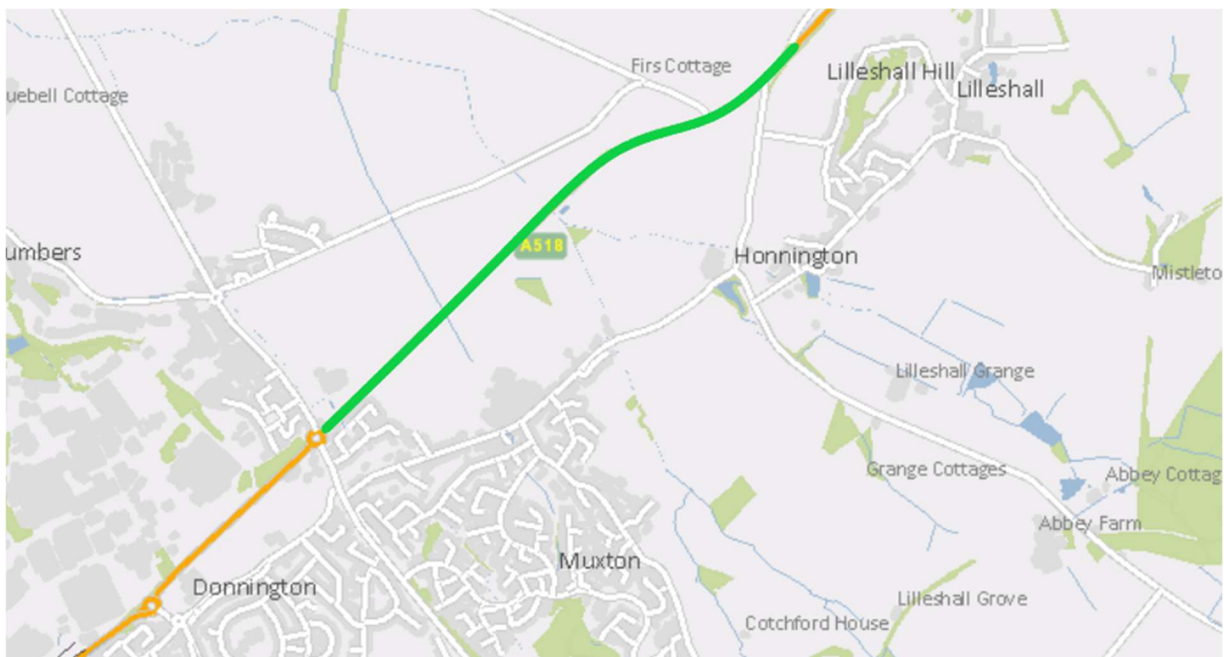 Firs Cottage
Lilleshall Hill
Lilleshall
uebell Cottage
A518
umbers
Honnington
Mistleto
Lilleshall Grange
Grange Cottages
Abbey Cottag
Abbey Farm
Muxton
Donnington
Lilleshall Grove
Cotchford House